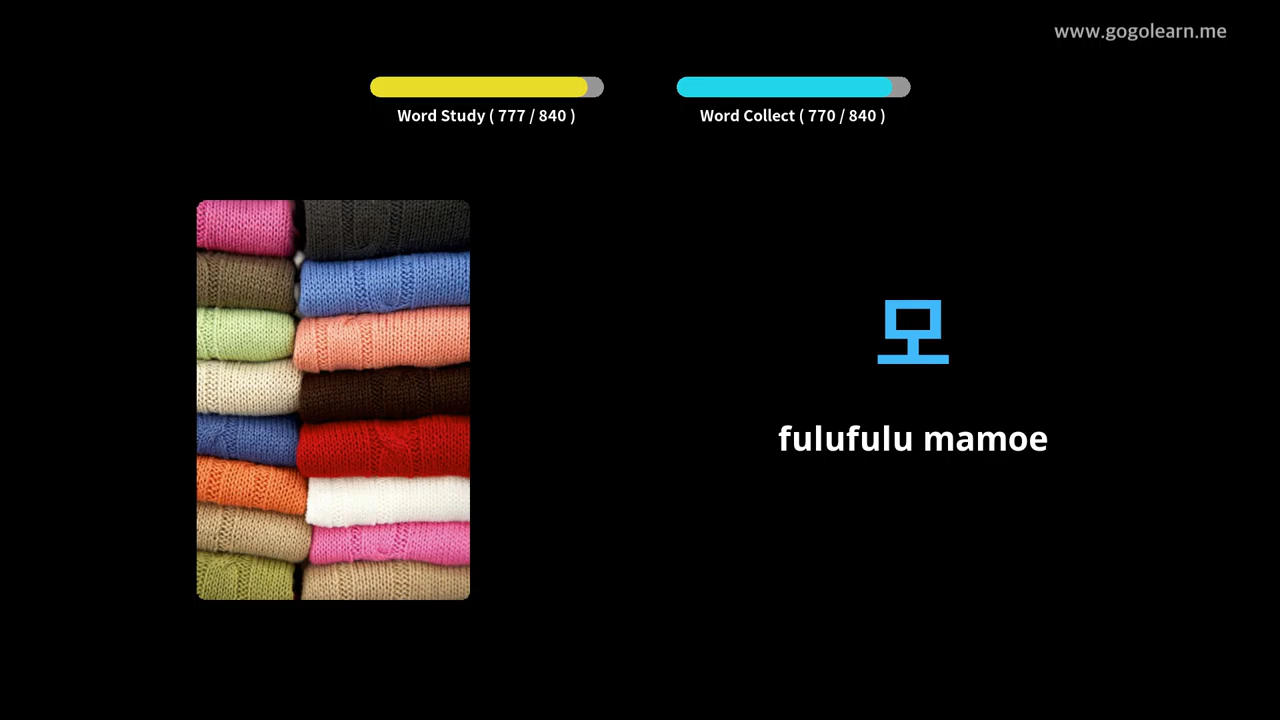 www.gogolearn.me
Word Study ( 777 / 840 )
Word Collect ( 770 / 840 )
모
fulufulu mamoe